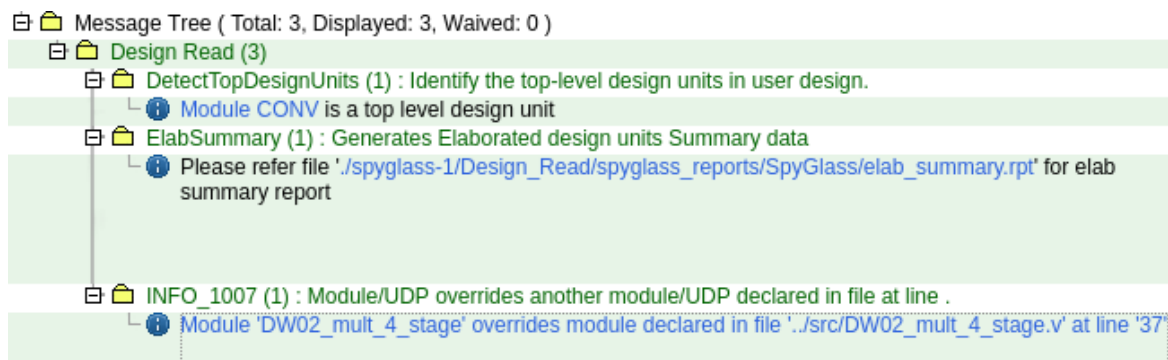 Message Tree ( Total: 3, Displayed: 3, Waived: 0 )
Design Read (3)
DetectTopDesignUnits (1) : Identify the top-level design units in user design.
Module CONV is a top level design unit
ElabSummary (1) : Generates Elaborated design units Summary data
Please refer file './spyglass-1/Design_Read/spyglass_reports/SpyGlass/elab_summary.rpt' for elab
summary report
INFO_1007 (1) : Module/UDP overrides another module/UDP declared in file at line .
Module 'DW02_mult_4_stage' overrides module declared in file '../src/DW02_mult_4_stage.v' at line '37'